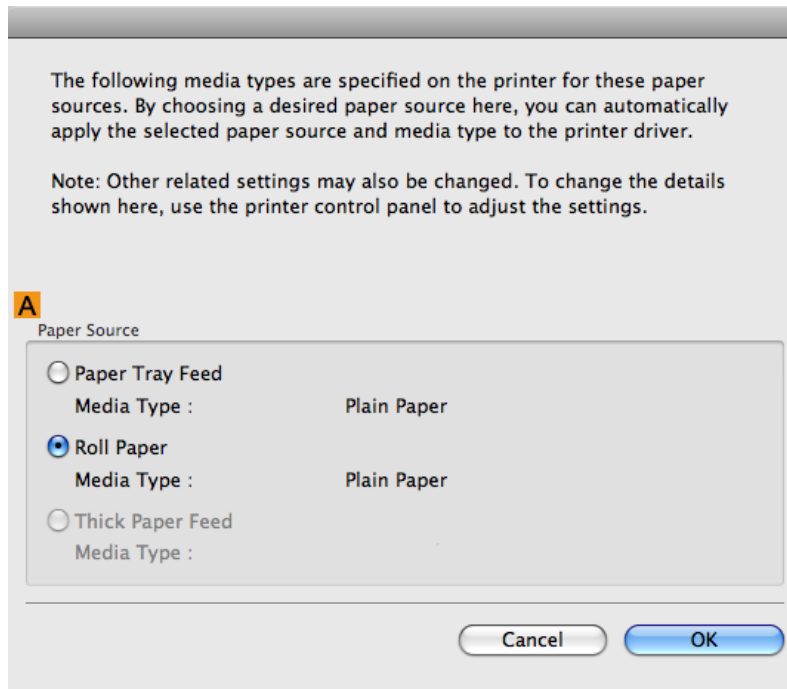 The following media types are specified on the printer for these paper
sources. By choosing a desired paper source here, you can automatically
apply the selected paper source and media type to the printer driver.
Note: Other related settings may also be changed. To change the details
shown here, use the printer control panel to adjust the settings.
A
Paper Source
Paper Tray Feed
Media Type : Plain Paper
Roll Paper
Media Type : Plain Paper
Thick Paper Feed
Media Type :
Cancel OK